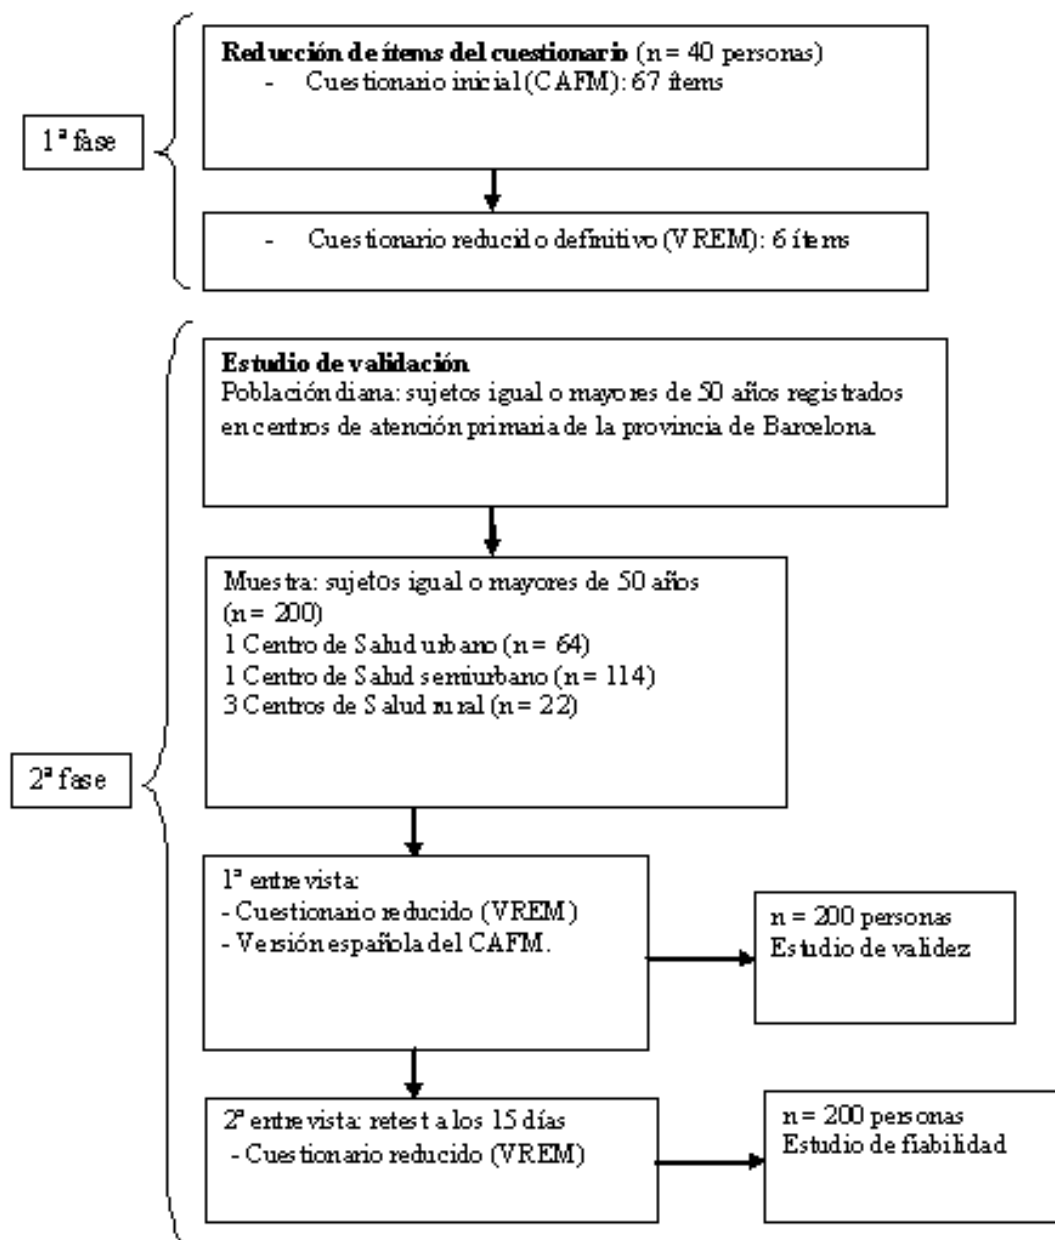 Reducción de ítems del cuestionario (n = 40 personas)
- Cuestionario inicial (CAFM): 67 ítems
1ª fase
- Cuestionario reducido definitivo (VREM): 6 ítems
Estudio de validación
Población diana: sujetos igual o mayores de 50 años registrados
en centros de atención primaria de la provincia de Barcelona.
Muestra: sujetos igual o mayores de 50 años
(n = 200)
1 Centro de Salud urbano (n = 64)
1 Centro de Salud semiurbano (n = 114)
3 Centros de Salud rural (n = 22)
2ª fase
1ª entrevista:
- Cuestionario reducido (VREM)
- Versión española del CAFM.
n = 200 personas
Estudio de validez
2ª entrevista: retest a los 15 días
- Cuestionario reducido (VREM)
n = 200 personas
Estudio de fiabilidad